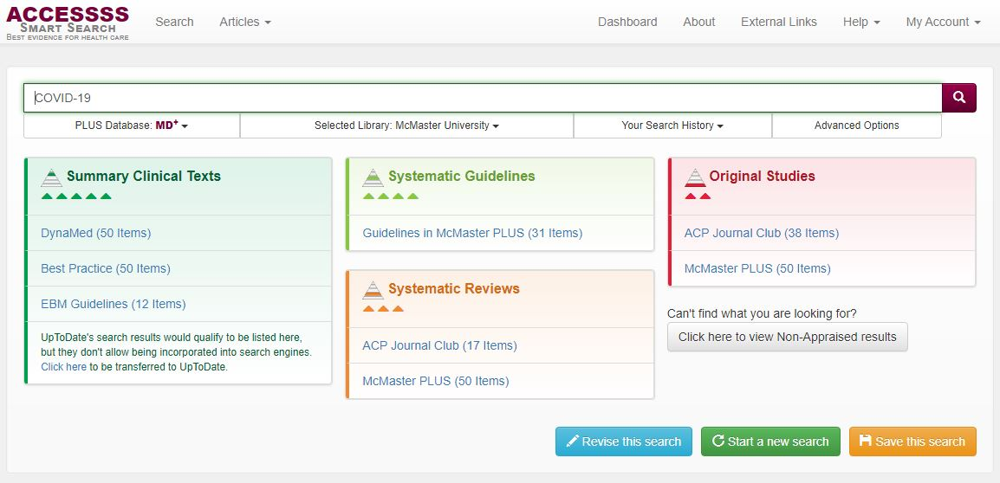 ACCESSSS
Smart Search
Best evidence for health care
Search
Articles
Dashboard
About
External Links
Help
My Account
COVID-19
PLUS Database: MD+
Selected Library: McMaster University
Your Search History
Advanced Options
Summary Clinical Texts
DynaMed (50 Items)
Best Practice (50 Items)
EBM Guidelines (12 Items)
UpToDate's search results would qualify to be listed here,
but they don't allow being incorporated into search engines.
Click here to be transferred to UpToDate.
Systematic Guidelines
Guidelines in McMaster PLUS (31 Items)
Systematic Reviews
ACP Journal Club (17 Items)
McMaster PLUS (50 Items)
Original Studies
ACP Journal Club (38 Items)
McMaster PLUS (50 Items)
Can't find what you are looking for?
Click here to view Non-Appraised results
Revise this search
Start a new search
Save this search